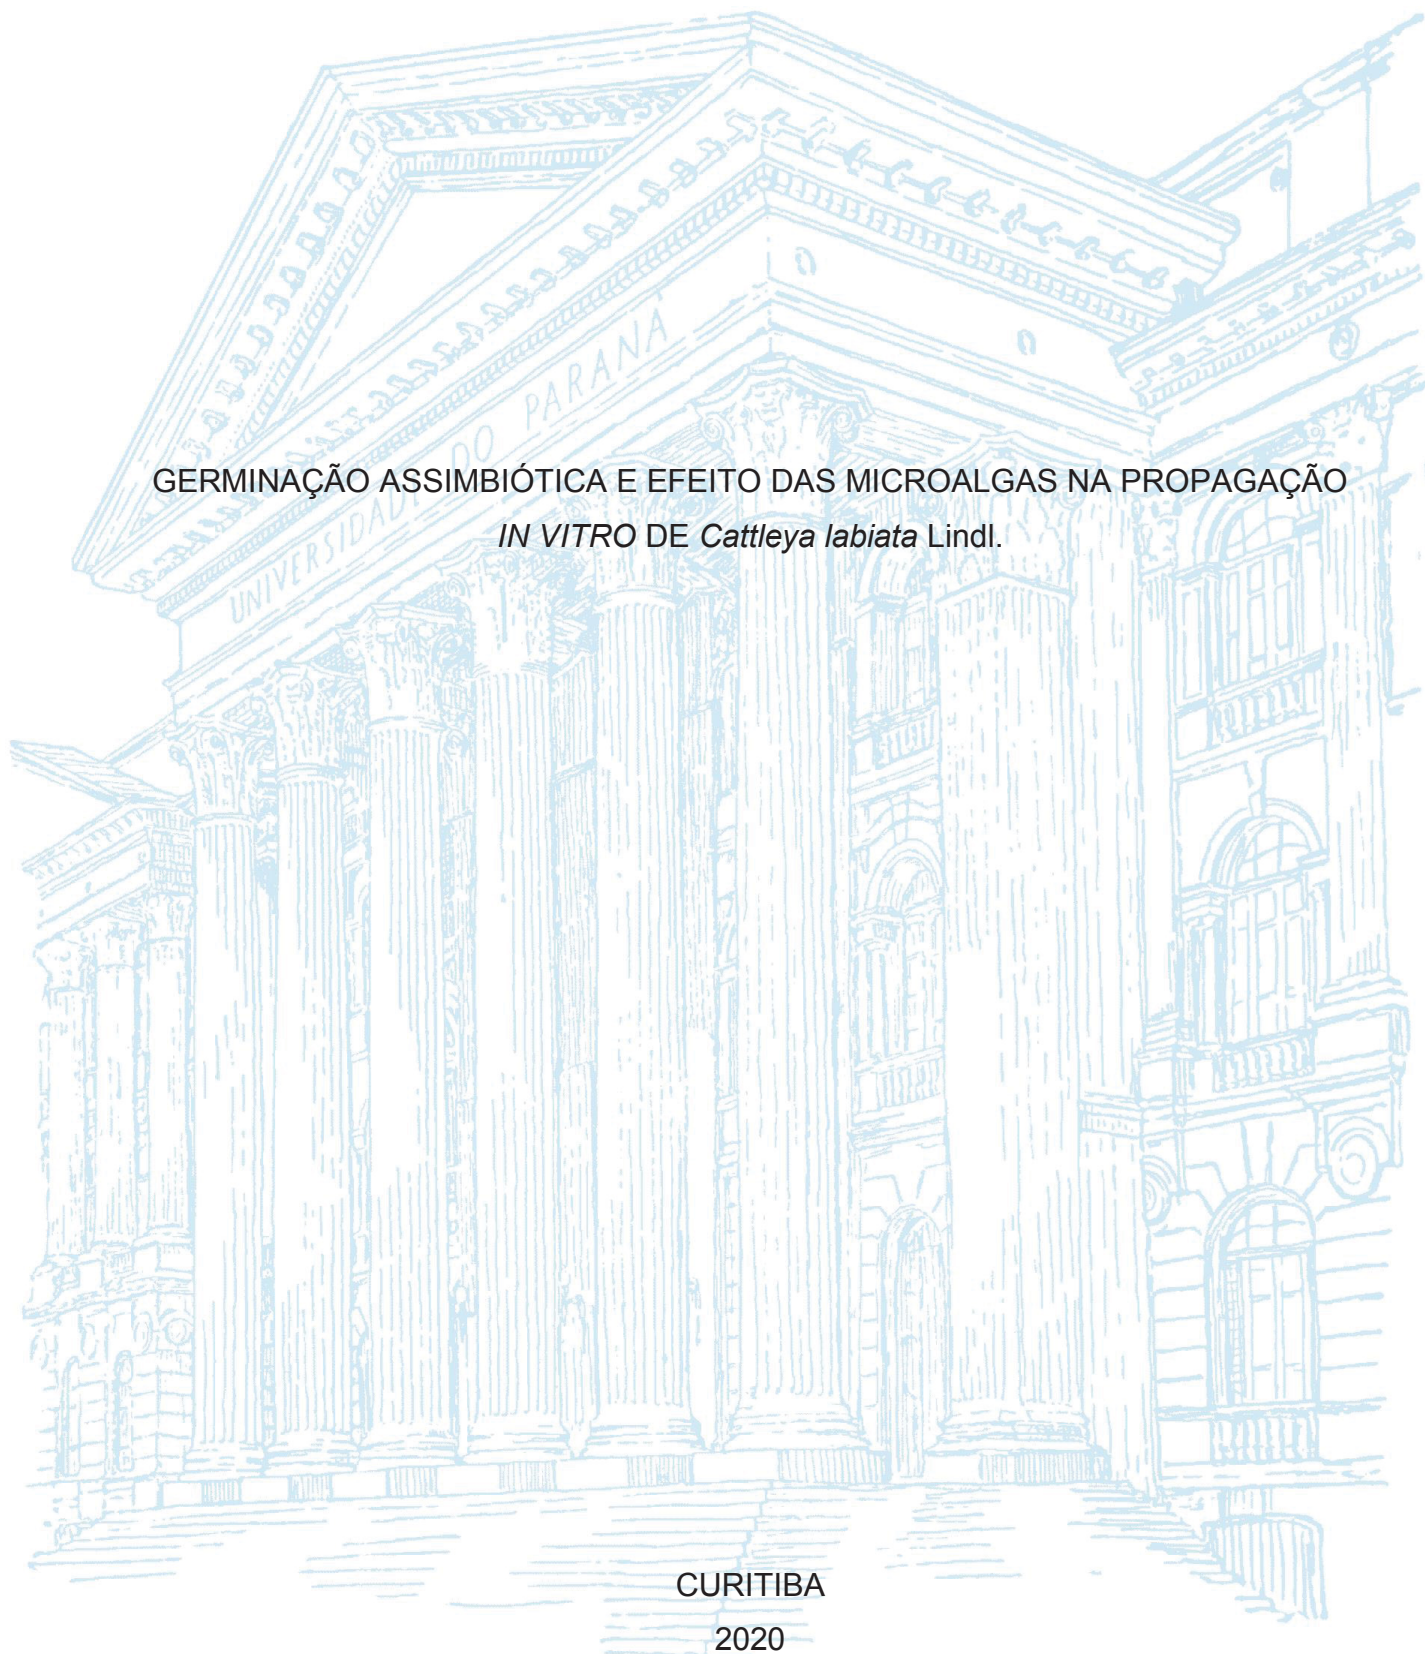 UNIVERSIDADE DO PARANÁ
GERMINAÇÃO ASSIMBIÓTICA E EFEITO DAS MICROALGAS NA PROPAGAÇÃO
IN VITRO DE Cattleya labiata Lindl.
CURITIBA
2020